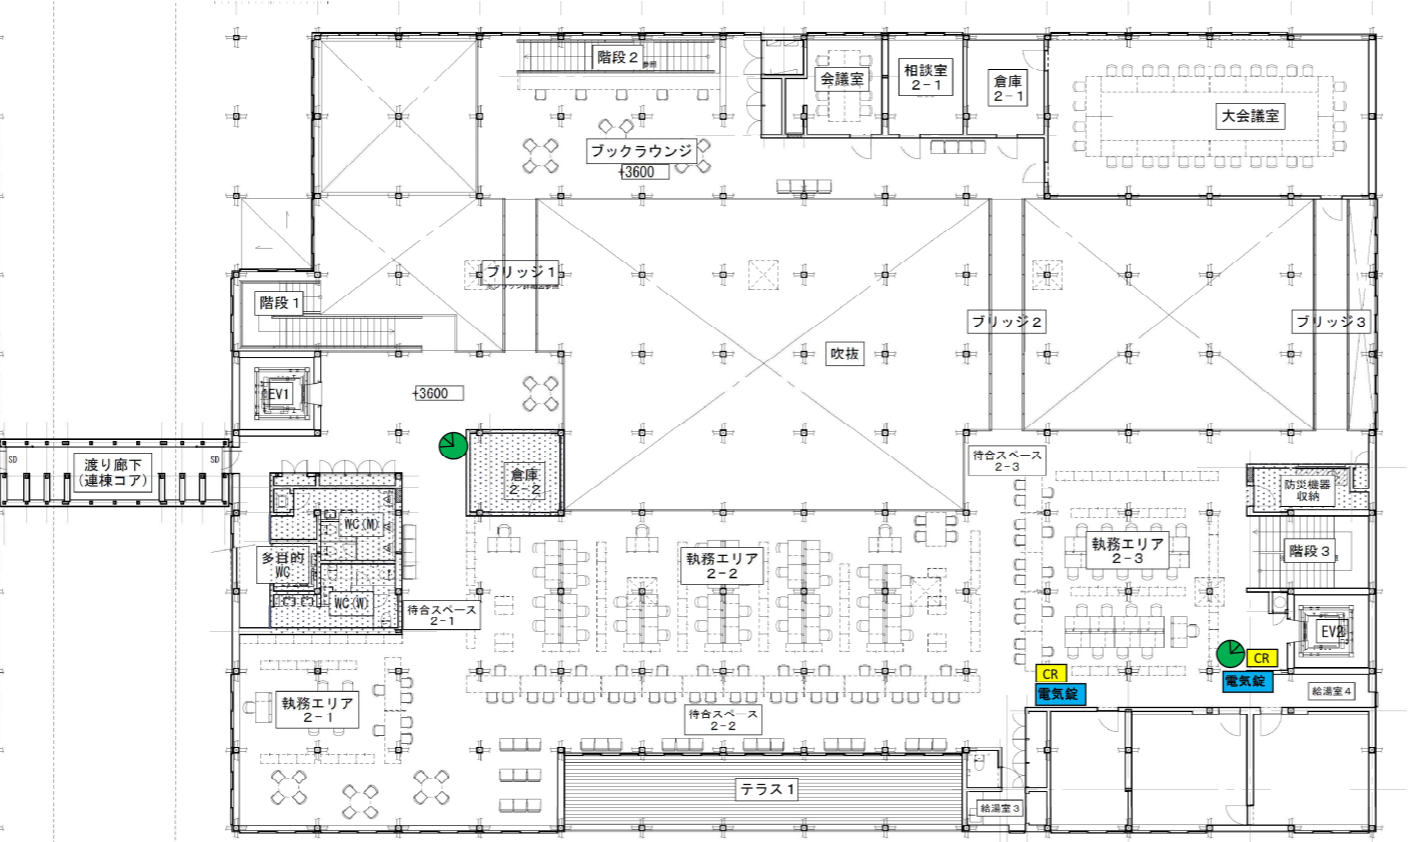 階段2
参照
会議室
相談室
2-1
倉庫
2-1
大会議室
ブックラウンジ
+3600
ブリッジ1
階段1
ブリッジ2
ブリッジ3
吹抜
EV1
+3600
待合スペース
2-3
SD
渡り廊下
(連棟コア)
SD
倉庫
2-2
防災機器
収納
WC(M)
執務エリア
2-2
執務エリア
2-3
階段3
多目的
WC
WC(W)
待合スペース
2-1
EV2
CR
CR
電気錠
電気錠
給湯室4
執務エリア
2-1
待合スペース
2-2
テラス1
給湯室3